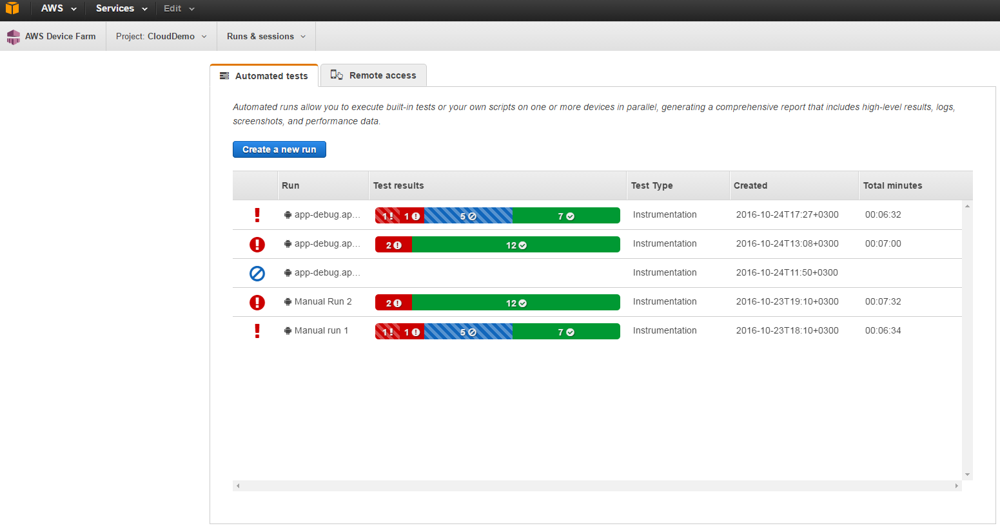 AWS Services Edit
AWS Device Farm Project: CloudDemo Runs & sessions
Automated tests Remote access
Automated runs allow you to execute built-in tests or your own scripts on one or more devices in parallel, generating a comprehensive report that includes high-level results, logs,
screenshots, and performance data.
Create a new run
Run Test results Test Type Created Total minutes
app-debug.ap... 1 1 5 7 Instrumentation 2016-10-24T17:27+0300 00:06:32
app-debug.ap... 2 12 Instrumentation 2016-10-24T13:08+0300 00:07:00
app-debug.ap... Instrumentation 2016-10-24T11:50+0300
Manual Run 2 2 12 Instrumentation 2016-10-23T19:10+0300 00:07:32
Manual run 1 1 1 5 7 Instrumentation 2016-10-23T18:10+0300 00:06:34